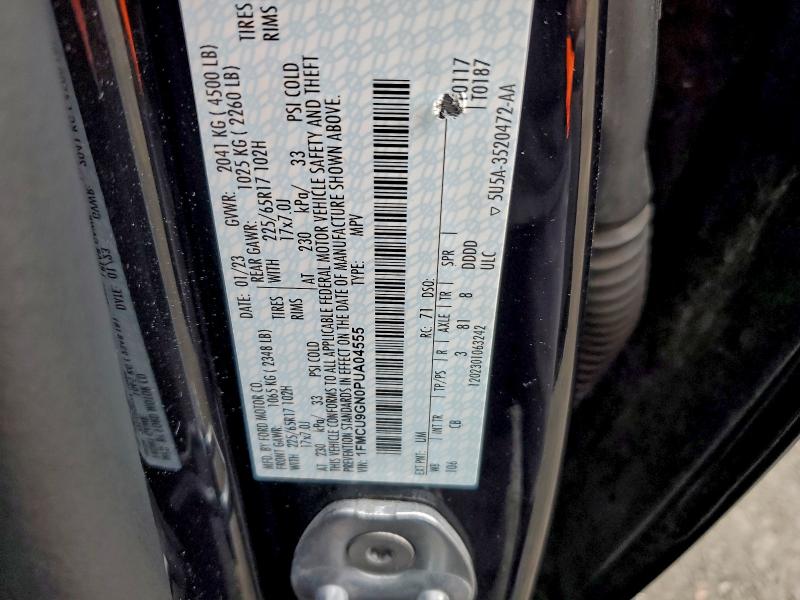 MFD. BY FORD MOTOR CO.
DATE: 01/23 GVWR: 2041 KG ( 4500 LB)
FRONT GAWR: 1065 KG ( 2348 LB) REAR GAWR: 1025 KG ( 2260 LB)
WITH 225/65R17 102H TIRES WITH 225/65R17 102H TIRES
17x7.0J RIMS 17x7.0J RIMS
AT 230 kPa/ 33 PSI COLD AT 230 kPa/ 33 PSI COLD
THIS VEHICLE CONFORMS TO ALL APPLICABLE FEDERAL MOTOR VEHICLE SAFETY AND THEFT
PREVENTION STANDARDS IN EFFECT ON THE DATE OF MANUFACTURE SHOWN ABOVE.
VIN: 1FMCU9GN0PUA04555 TYPE: MPV
EXT PNT: UM RC: 71 DSO:
WB INT TR TP/PS R AXLE TR SPR
106 CB 3 81 8 DDDD
1202301063242 ULC
0117
1T0187
▽ 5U5A-3520472-AA